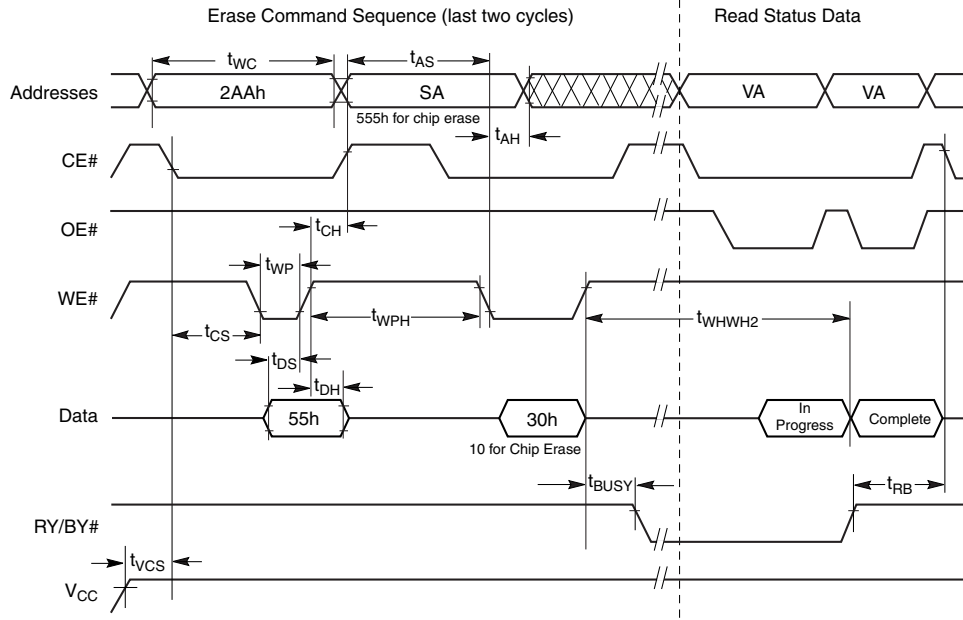 Erase Command Sequence (last two cycles)
Read Status Data
tWC
tAS
Addresses
2AAh
SA
VA
VA
555h for chip erase
tAH
CE#
OE#
tCH
tWP
WE#
tCS
tWPH
tWHWH2
tDS
tDH
Data
55h
30h
In Progress
Complete
10 for Chip Erase
tBUSY
tRB
RY/BY#
tVCS
VCC